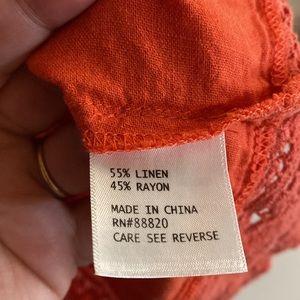 55% LINEN
45% RAYON
MADE IN CHINA
RN#88820
CARE SEE REVERSE